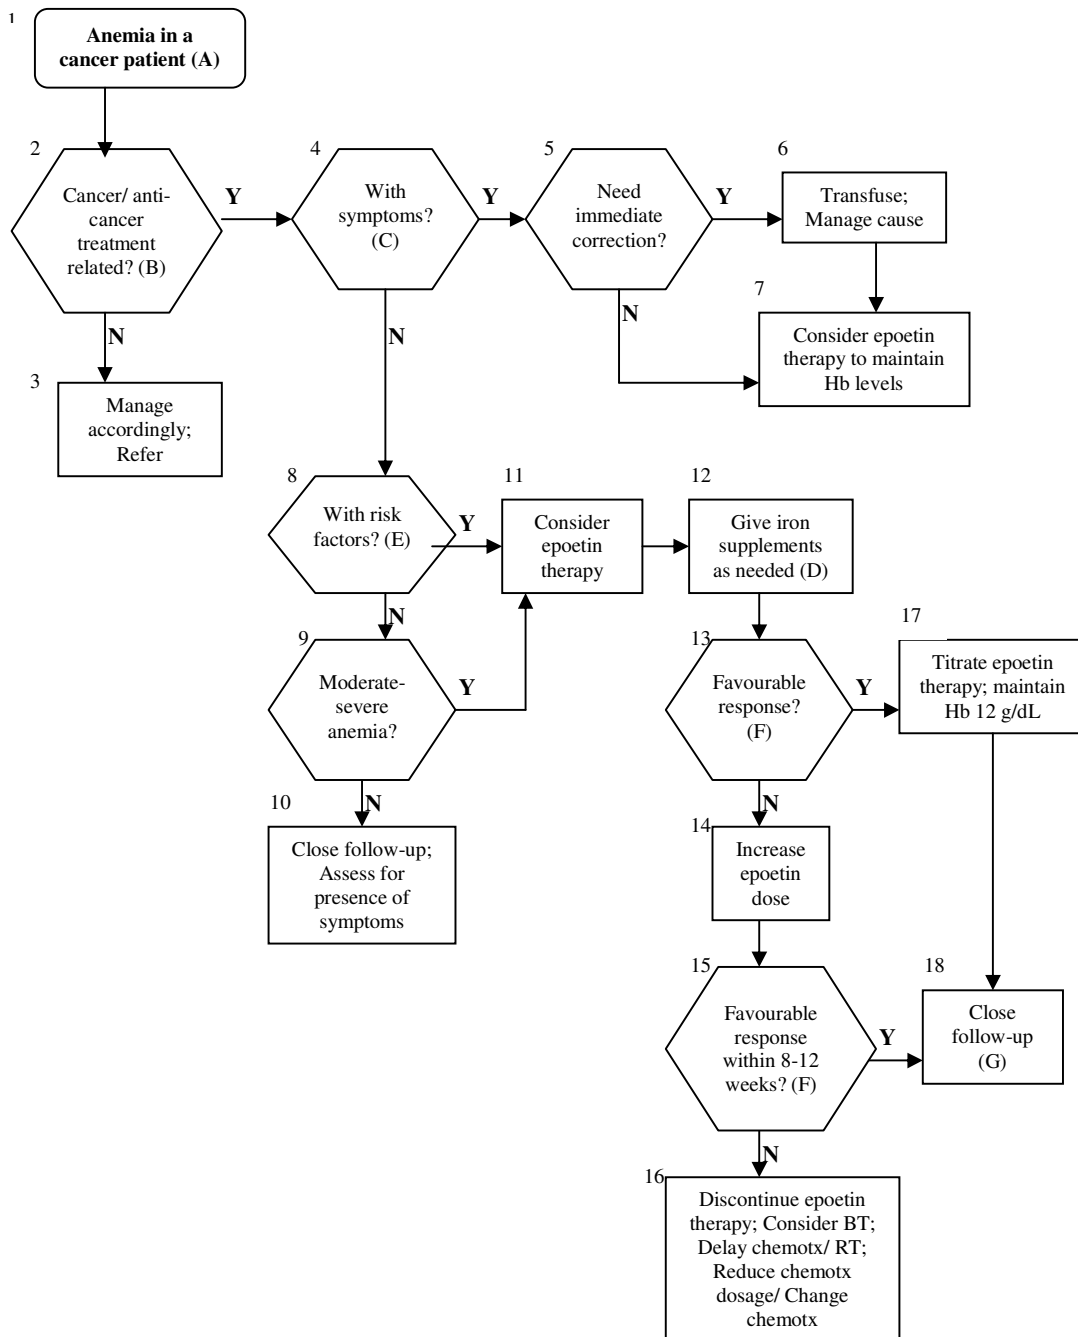 1
Anemia in a
cancer patient (A)
2
Cancer/ anti-
cancer
treatment
related? (B)
Y
N
3
Manage
accordingly;
Refer
4
With
symptoms?
(C)
Y
N
5
Need
immediate
correction?
Y
N
6
Transfuse;
Manage cause
7
Consider epoetin
therapy to maintain
Hb levels
8
With risk
factors? (E)
Y
N
9
Moderate-
severe
anemia?
Y
N
10
Close follow-up;
Assess for
presence of
symptoms
11
Consider
epoetin
therapy
12
Give iron
supplements
as needed (D)
13
Favourable
response?
(F)
Y
N
14
Increase
epoetin
dose
15
Favourable
response
within 8-12
weeks? (F)
Y
N
16
Discontinue epoetin
therapy; Consider BT;
Delay chemotx/ RT;
Reduce chemotx
dosage/ Change
chemotx
17
Titrate epoetin
therapy; maintain
Hb 12 g/dL
18
Close
follow-up
(G)